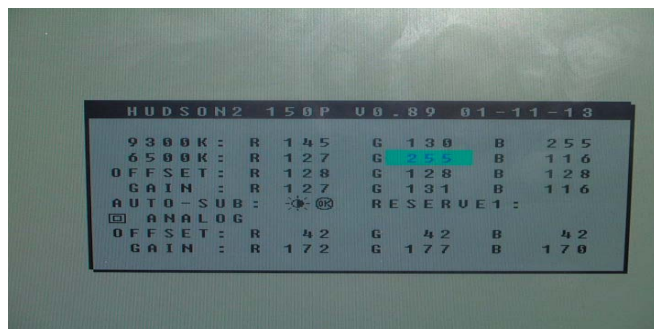 HUDSON2 150P V0.89 01-11-13
9300K: R 145 G 130 B 255
6500K: R 127 G 255 B 116
OFFSET: R 128 G 128 B 128
GAIN : R 127 G 131 B 116
AUTO-SUB: OK RESERVE1:
ANALOG
OFFSET: R 42 G 42 B 42
GAIN : R 172 G 177 B 170